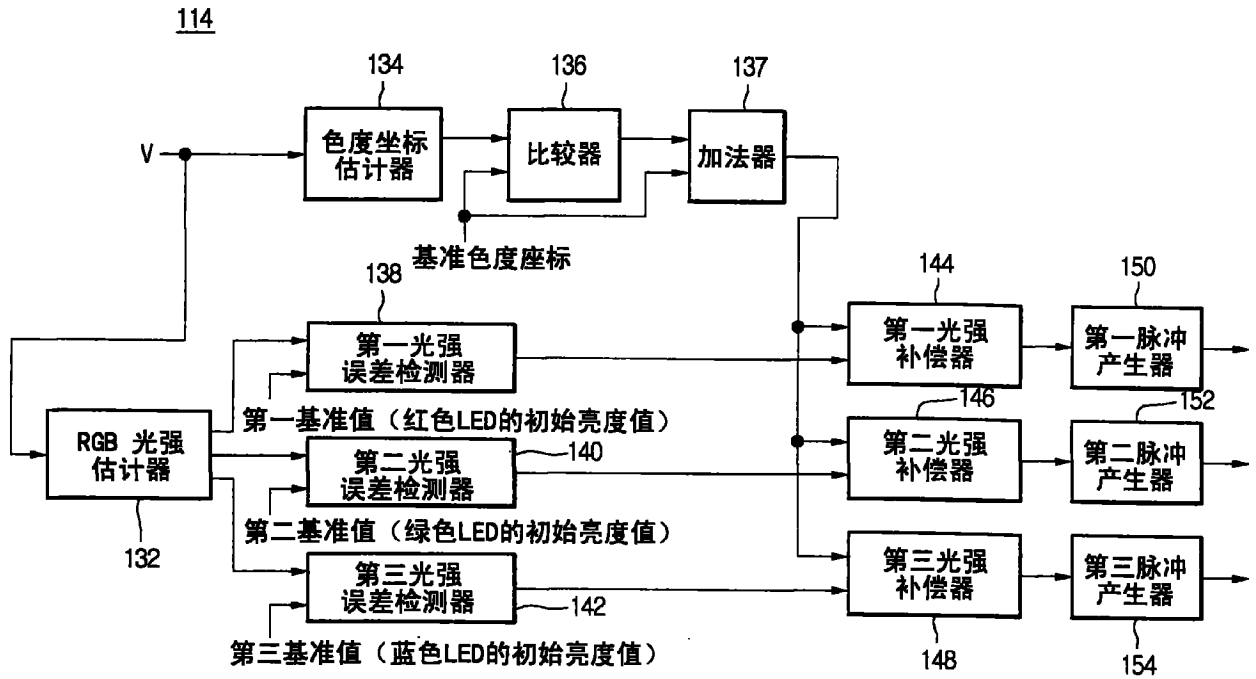 114
134
136
137
V
色度坐标
估计器
比较器
加法器
基准色度座标
138
144
150
第一光强
误差检测器
第一光强
补偿器
第一脉冲
产生器
第一基准值（红色LED的初始亮度值）
146
152
RGB 光强
估计器
第二光强
误差检测器
140
第二光强
补偿器
第二脉冲
产生器
第二基准值（绿色LED的初始亮度值）
132
第三光强
误差检测器
142
第三光强
补偿器
第三脉冲
产生器
第三基准值（蓝色LED的初始亮度值）
148
154